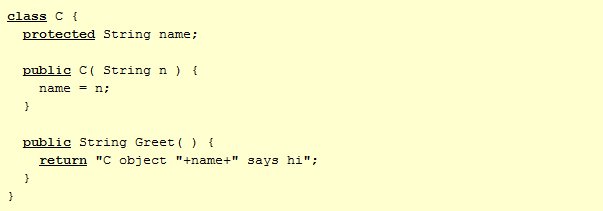 class C {
  protected String name;

  public C( String n ) {
    name = n;
  }

  public String Greet( ) {
    return "C object "+name+" says hi";
  }
}